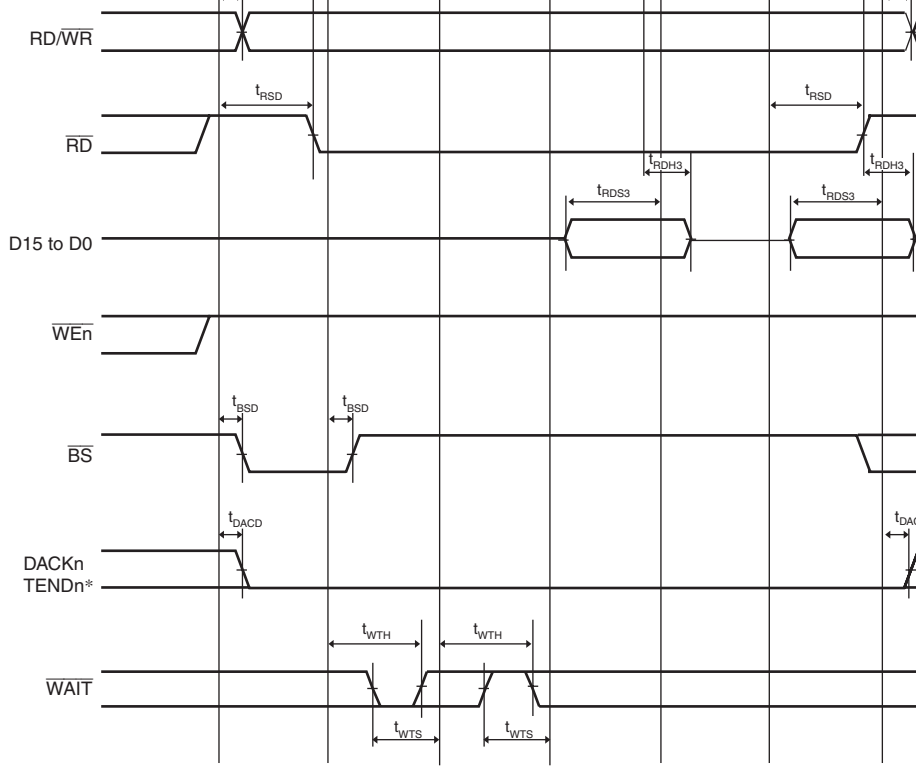 RD/WR
tRSD tRSD
RD
tRDH3 tRDH3
tRDS3 tRDS3
D15 to D0
WEn
tBSD tBSD
BS
tDACD
DACKn
TENDn*
tWTH tWTH
WAIT
tWTS tWTS